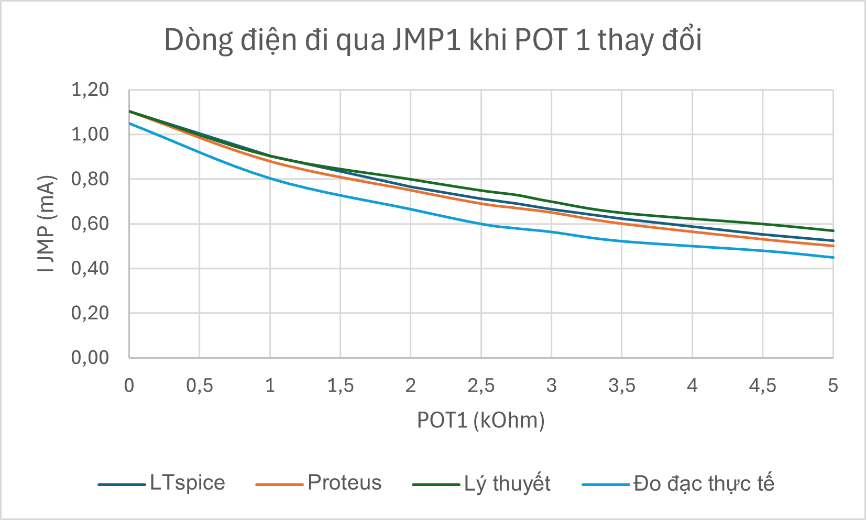 Dòng điện đi qua JMP1 khi POT 1 thay đổi
I JMP (mA)
1,20
1,00
0,80
0,60
0,40
0,20
0,00
0 0,5 1 1,5 2 2,5 3 3,5 4 4,5 5
POT1 (kOhm)
LTspice Proteus Lý thuyết Đo đạc thực tế